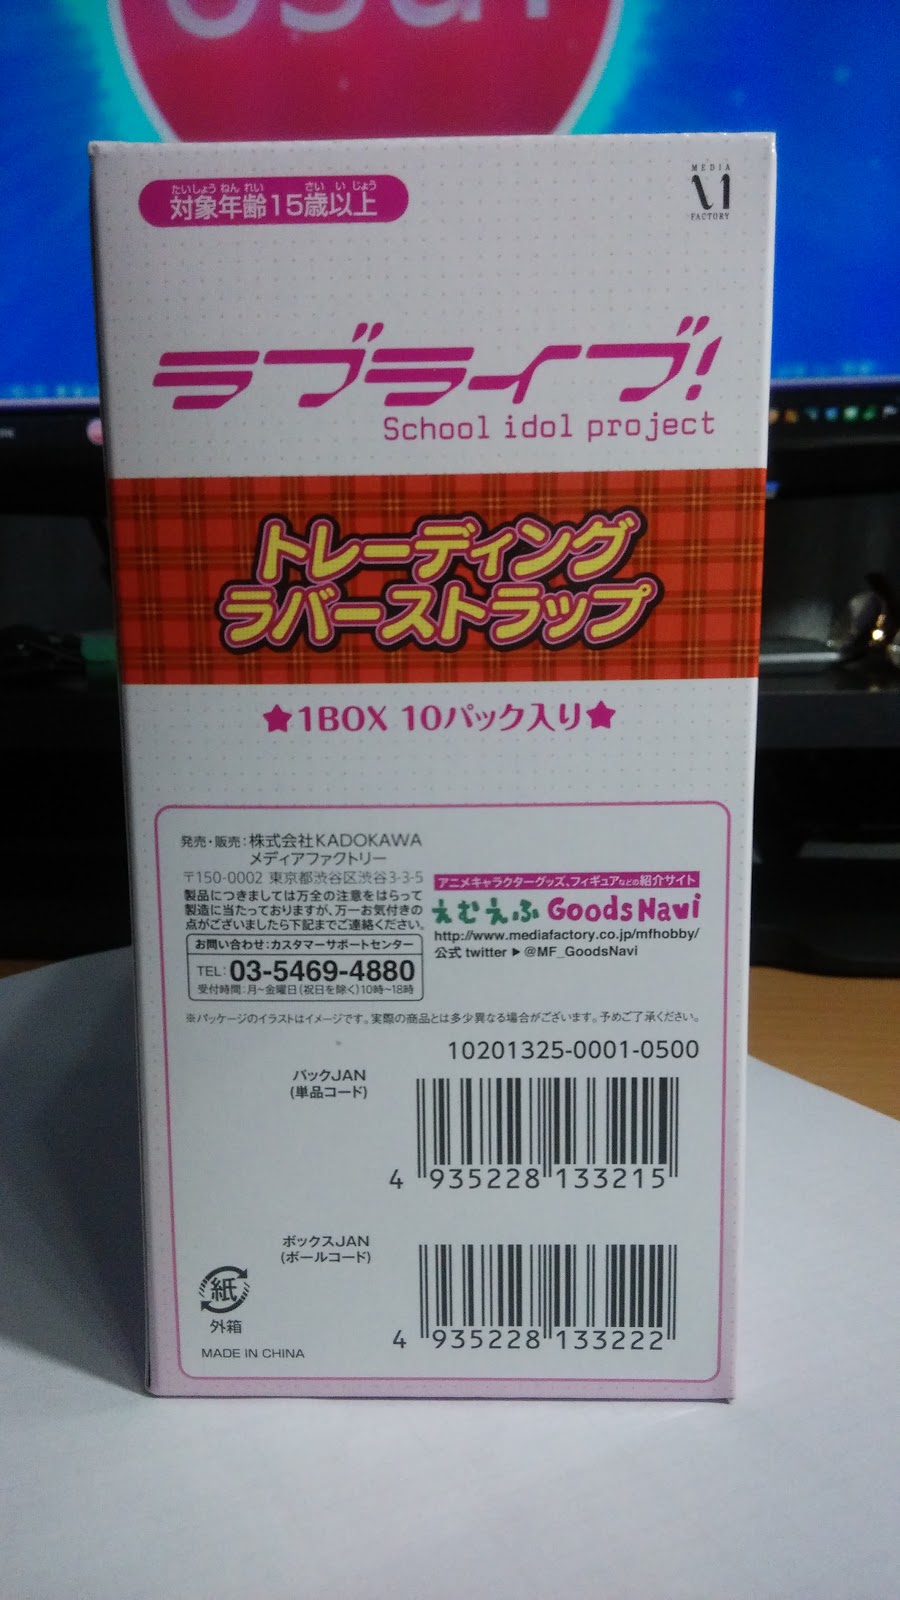 osu!
たいしょう ねん れい さい い じょう
対象年齢15歳以上
MEDIA
FACTORY
ラブライブ!
School idol project
トレーディング
ラバーストラップ
★1BOX 10パック入り★
発売・販売：株式会社KADOKAWA
メディアファクトリー
〒150-0002 東京都渋谷区渋谷3-3-5
製品につきましては万全の注意をはらって
製造に当たっておりますが、万一お気付きの
点がございましたら下記までご連絡ください。
お問い合わせ：カスタマーサポートセンター
TEL：03-5469-4880
受付時間：月～金曜日(祝日を除く)10時～18時
アニメキャラクターグッズ、フィギュアなどの紹介サイト
えむえふ Goods Navi
http://www.mediafactory.co.jp/mfhobby/
公式 twitter ▶ @MF_GoodsNavi
※パッケージのイラストはイメージです。実際の商品とは多少異なる場合がございます。予めご了承ください。
10201325-0001-0500
パックJAN
(単品コード)
4 935228 133215
ボックスJAN
(ボールコード)
4 935228 133222
紙
外箱
MADE IN CHINA